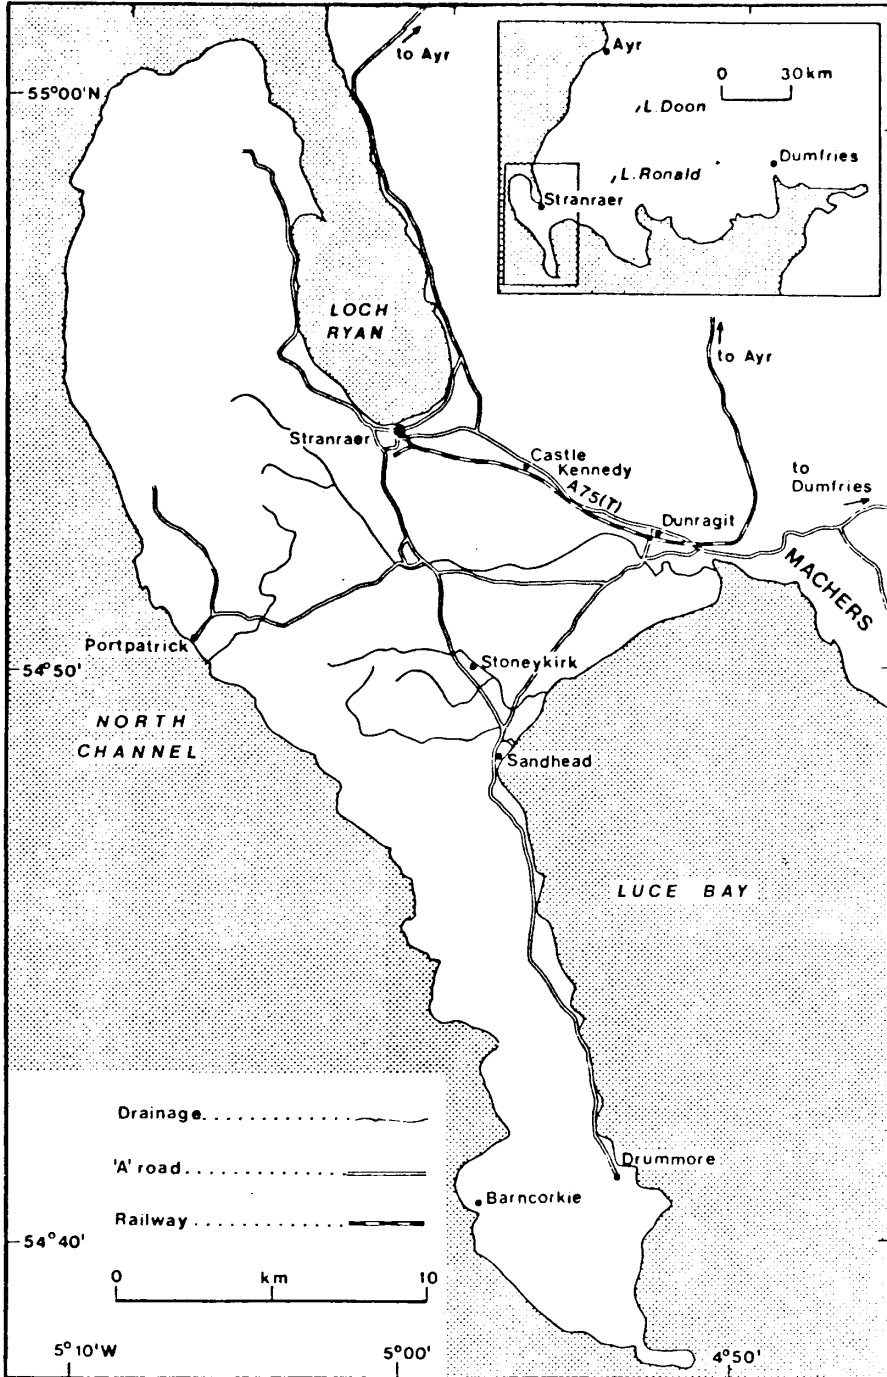 to Ayr
55°00'N
Ayr
0 30 km
L. Doon
Dumfries
L. Ronald
Stranraer
LOCH
RYAN
to Ayr
Stranraer
Castle
Kennedy
A75(T)
to
Dumfries
Dunragit
MACHERS
Portpatrick
54°50'
Stoneykirk
NORTH
CHANNEL
Sandhead
LUCE BAY
Drainage
'A' road
Railway
Drummore
Barncorkie
54°40'
0 km 10
5°10'W
5°00'
4°50'